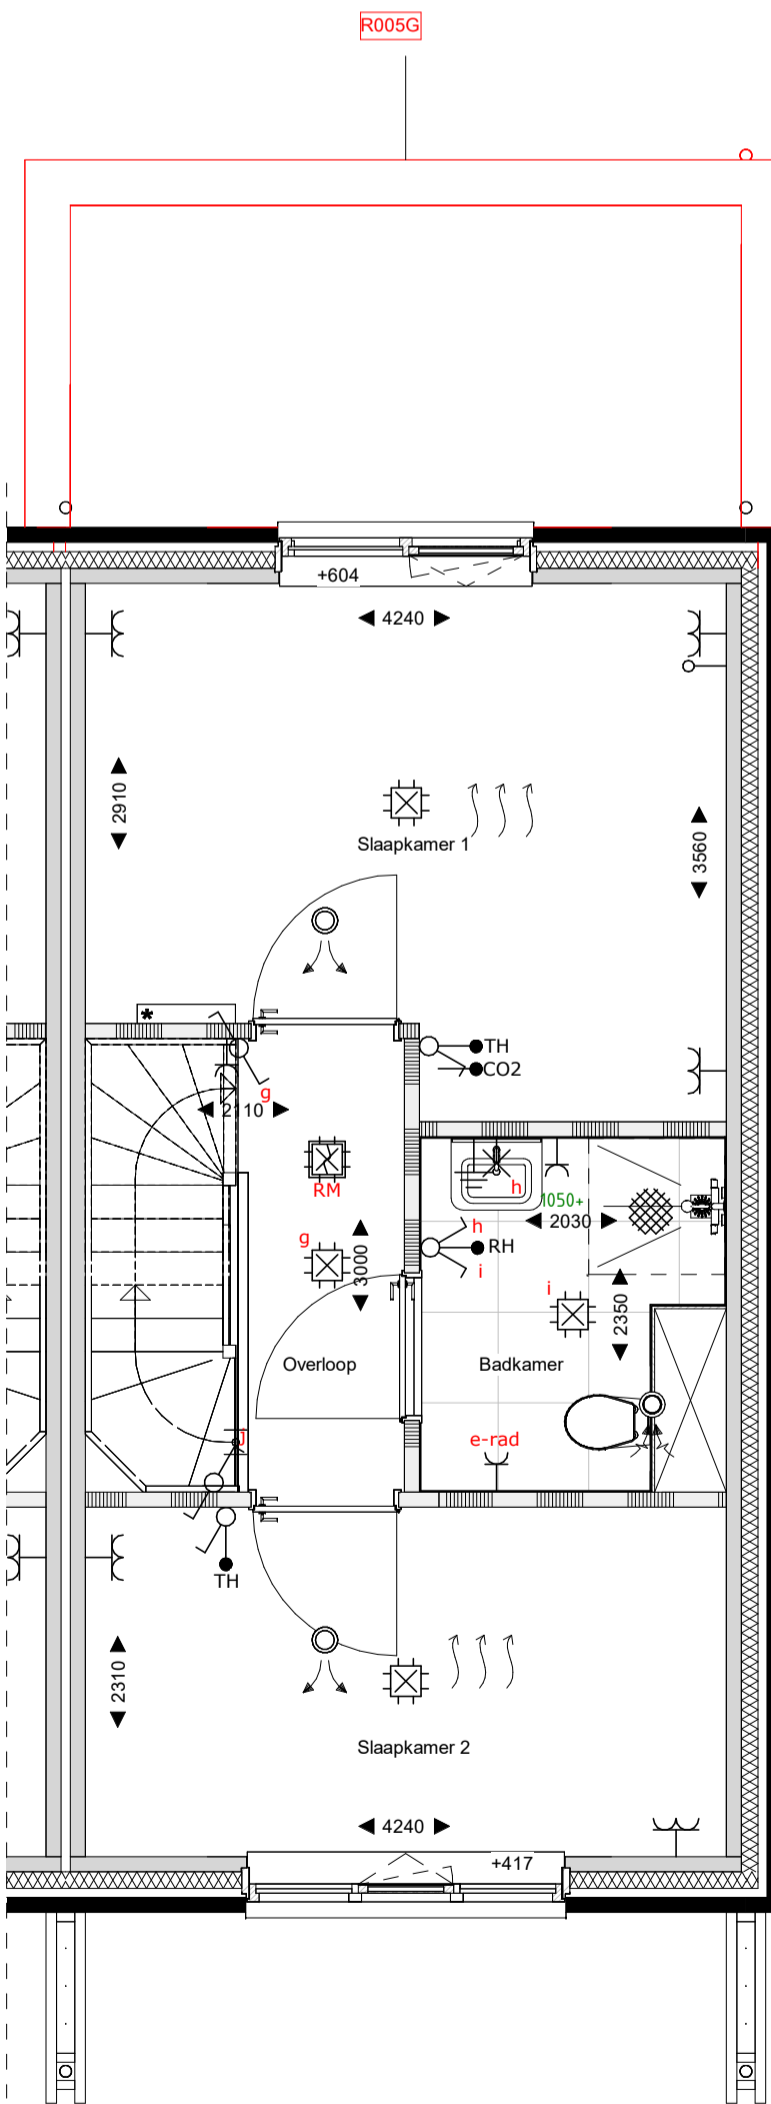 R005G
+604
4240
2910
3560
Slaapkamer 1
*
TH
CO2
g
2110
RM
h
1050+
2030
h
RH
i
g
3000
i
2350
Overloop
Badkamer
J
e-rad
TH
2310
Slaapkamer 2
4240
+417